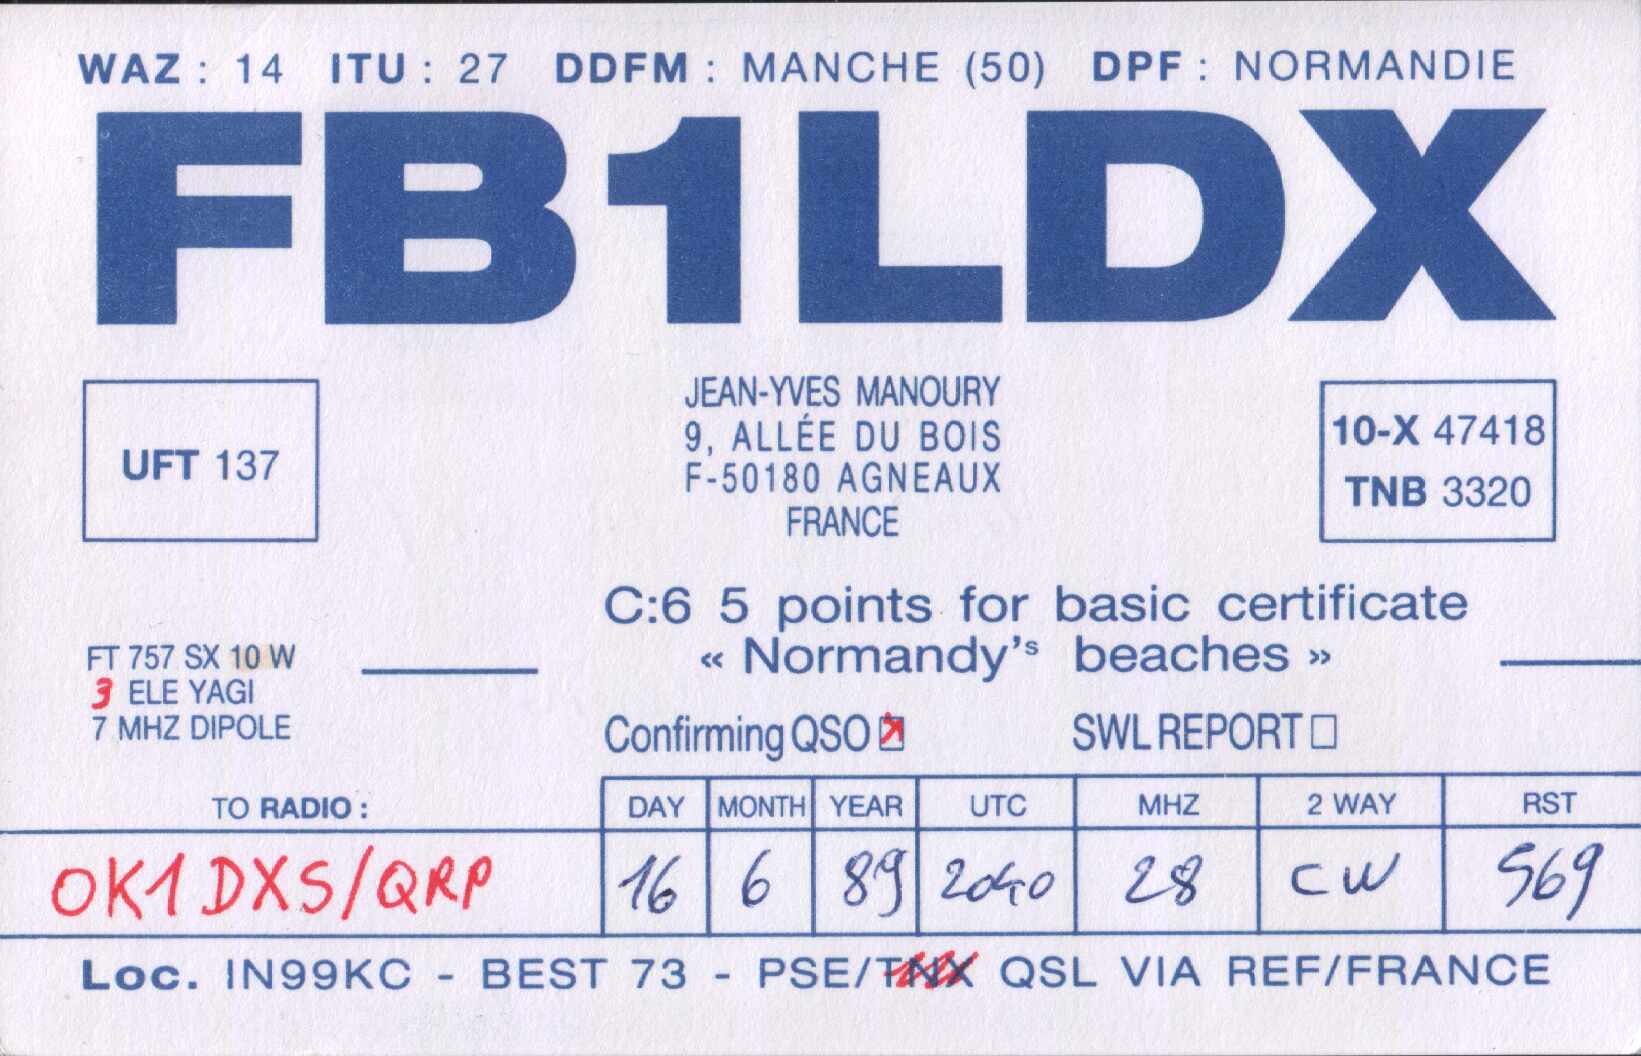 WAZ : 14 ITU : 27 DDFM : MANCHE (50) DPF : NORMANDIE
FB1LDX
UFT 137
JEAN-YVES MANOURY
9, ALLÉE DU BOIS
F-50180 AGNEAUX
FRANCE
10-X 47418
TNB 3320
C:6 5 points for basic certificate
« Normandy's beaches »
FT 757 SX 10 W
3 ELE YAGI
7 MHZ DIPOLE
Confirming QSO SWL REPORT
TO RADIO : DAY MONTH YEAR UTC MHZ 2 WAY RST
OK1DXS/QRP 16 6 89 2040 28 CW 569
Loc. IN99KC - BEST 73 - PSE/TNX QSL VIA REF/FRANCE